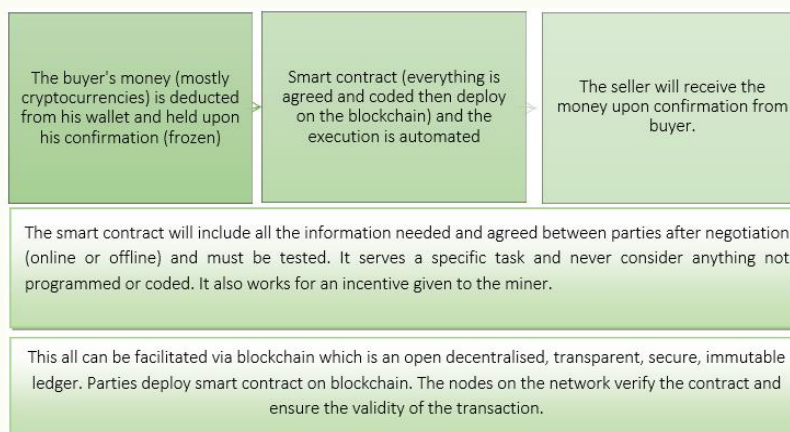 The buyer's money (mostly
cryptocurrencies) is deducted
from his wallet and held upon
his confirmation (frozen)
Smart contract (everything is
agreed and coded then deploy
on the blockchain) and the
execution is automated
The seller will receive the
money upon confirmation from
buyer.
The smart contract will include all the information needed and agreed between parties after negotiation
(online or offline) and must be tested. It serves a specific task and never consider anything not
programmed or coded. It also works for an incentive given to the miner.
This all can be facilitated via blockchain which is an open decentralised, transparent, secure, immutable
ledger. Parties deploy smart contract on blockchain. The nodes on the network verify the contract and
ensure the validity of the transaction.